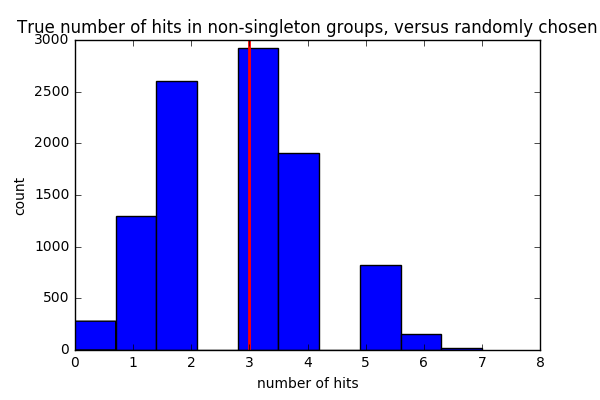 True number of hits in non-singleton groups, versus randomly chosen
3000
2500
2000
1500
1000
500
0
count
0 1 2 3 4 5 6 7 8
number of hits